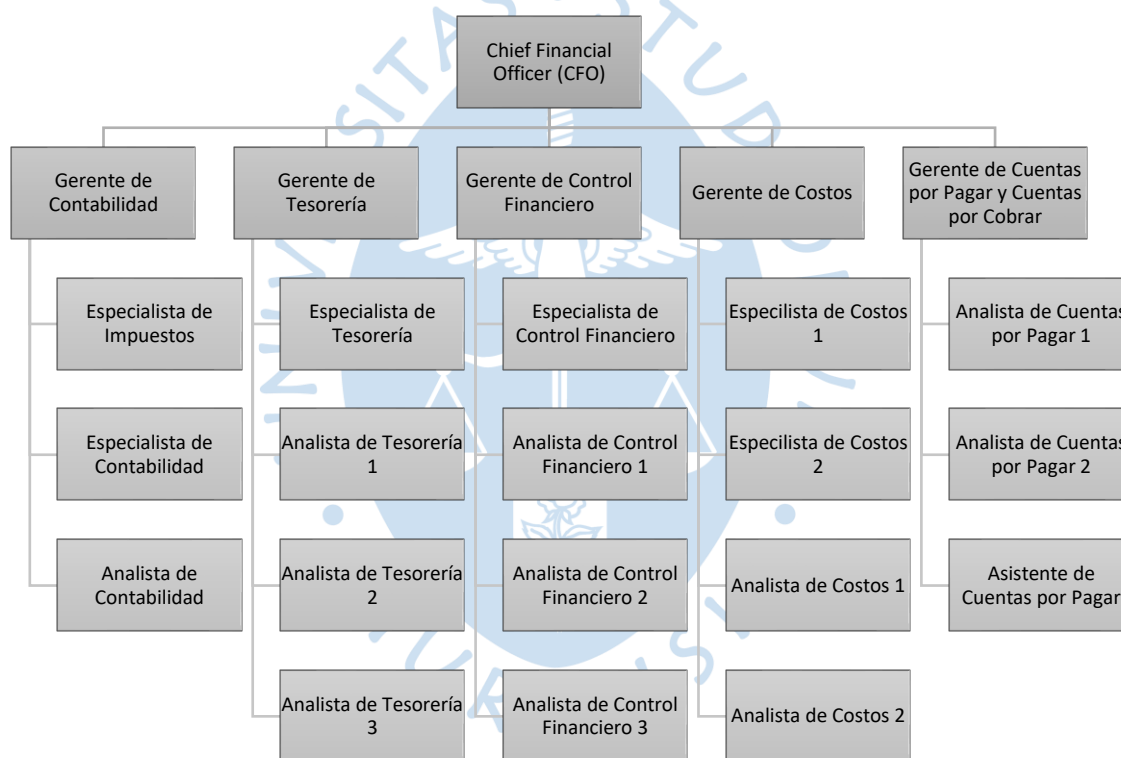 Chief Financial
Officer (CFO)
Gerente de
Contabilidad
Gerente de
Tesorería
Gerente de Control
Financiero
Gerente de Costos
Gerente de Cuentas
por Pagar y Cuentas
por Cobrar
Especialista de
Impuestos
Especialista de
Contabilidad
Analista de
Contabilidad
Especialista de
Tesorería
Analista de Tesorería
1
Analista de Tesorería
2
Analista de Tesorería
3
Especialista de
Control Financiero
Analista de Control
Financiero 1
Analista de Control
Financiero 2
Analista de Control
Financiero 3
Especilista de Costos
1
Especilista de Costos
2
Analista de Costos 1
Analista de Costos 2
Analista de Cuentas
por Pagar 1
Analista de Cuentas
por Pagar 2
Asistente de
Cuentas por Pagar